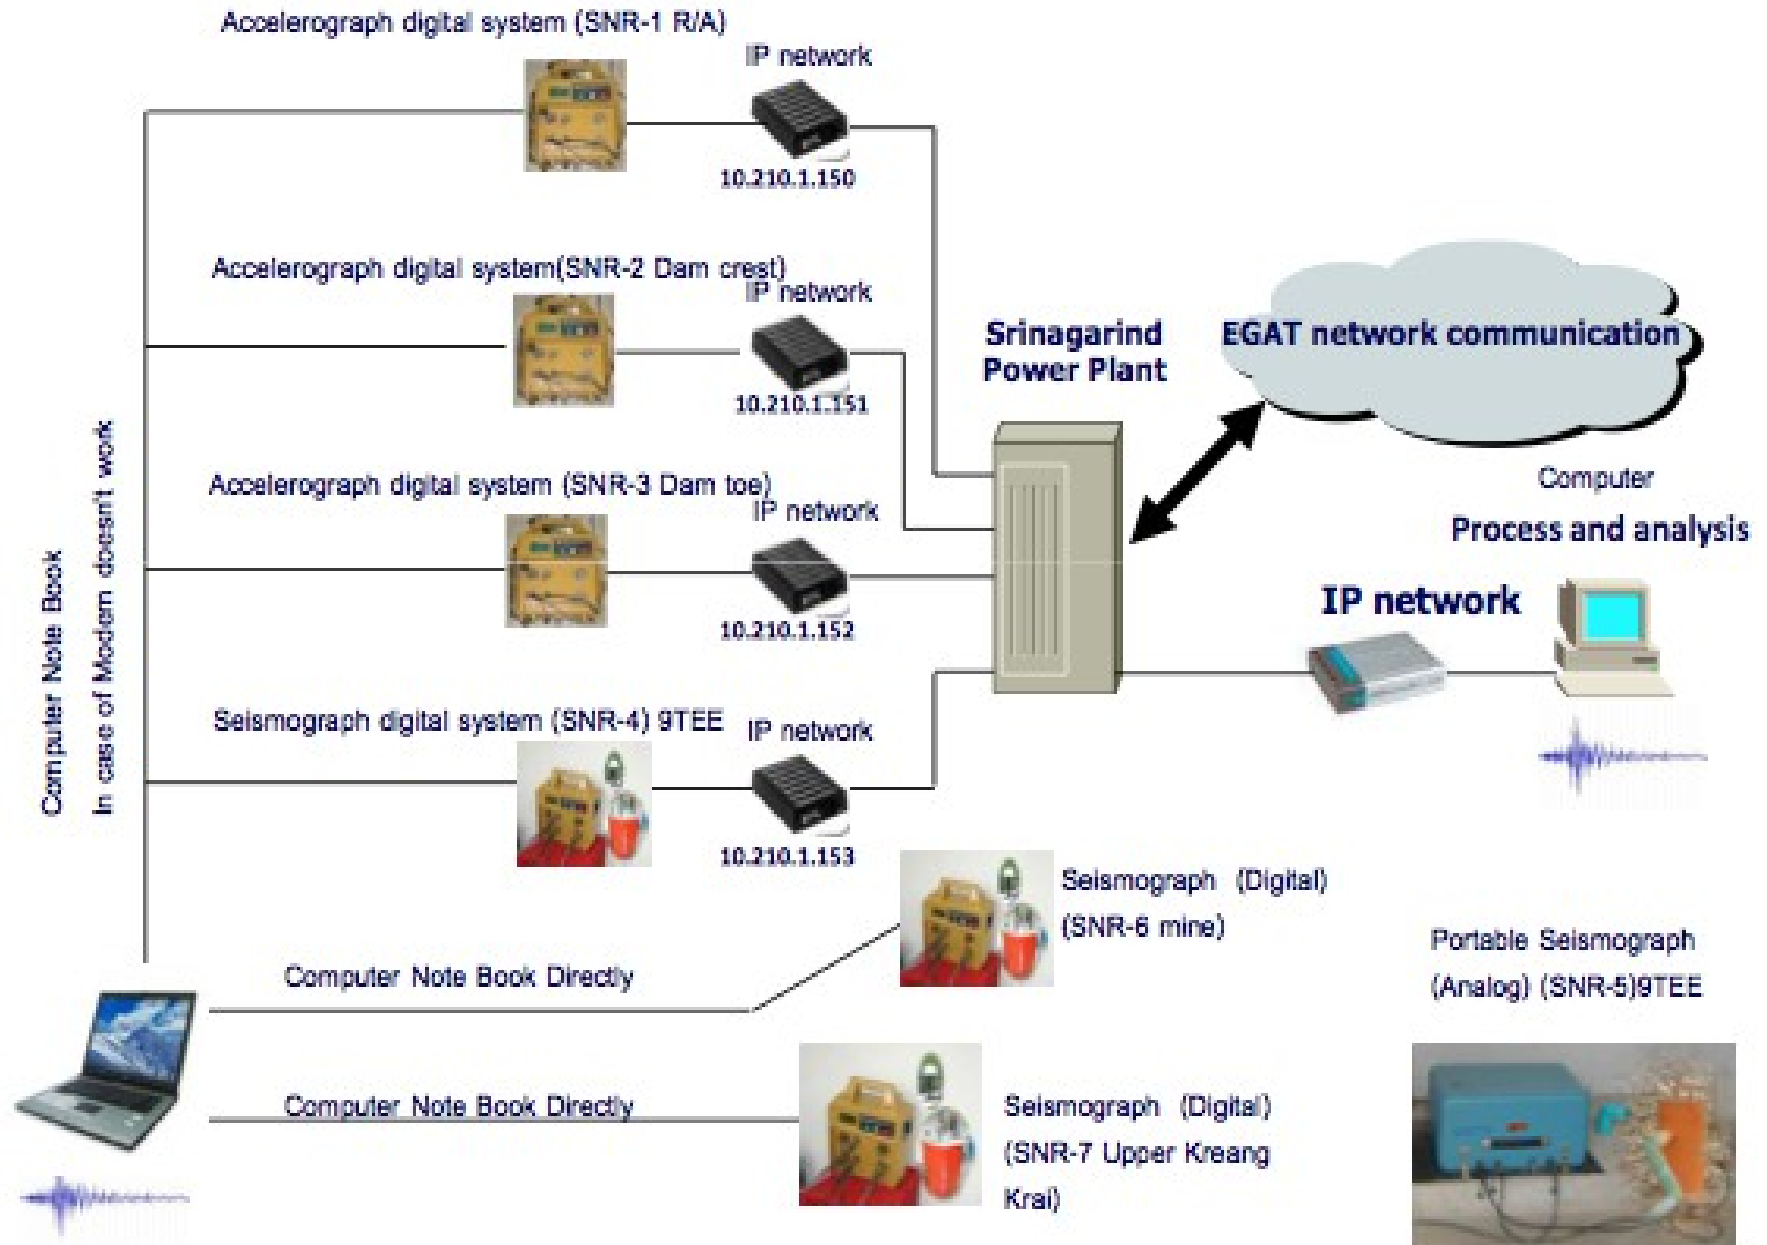 Accelerograph digital system (SNR-1 R/A)
IP network
10.210.1.150
Accelerograph digital system(SNR-2 Dam crest)
IP network
10.210.1.151
Accelerograph digital system (SNR-3 Dam toe)
IP network
10.210.1.152
Seismograph digital system (SNR-4) 9TEE
IP network
10.210.1.153
Computer Note Book
In case of Modem doesn't work
Srinagarind
Power Plant
EGAT network communication
Computer
Process and analysis
IP network
Computer Note Book Directly
Seismograph (Digital)
(SNR-6 mine)
Computer Note Book Directly
Seismograph (Digital)
(SNR-7 Upper Kreang
Krai)
Portable Seismograph
(Analog) (SNR-5)9TEE